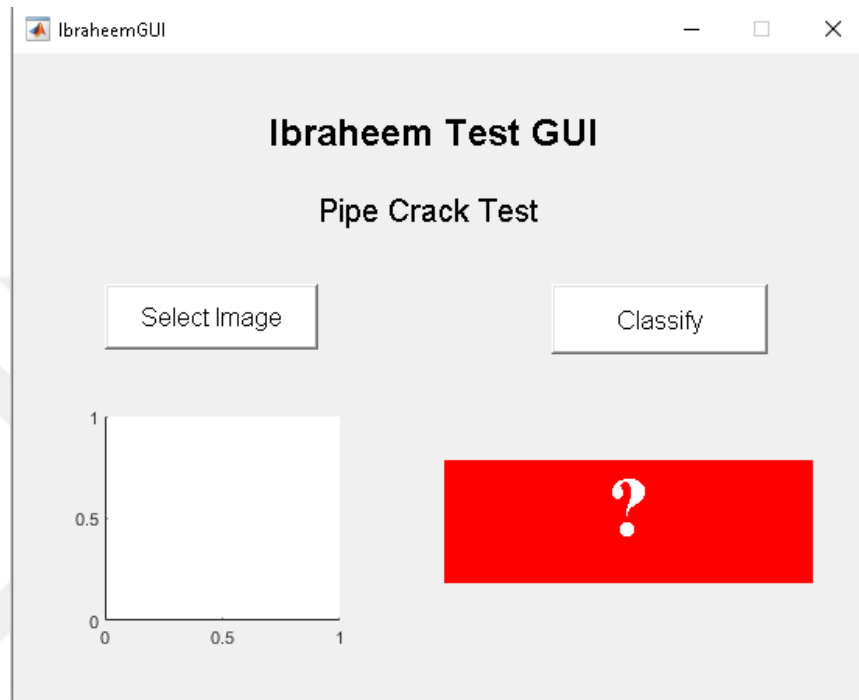 IbraheemGUI
Ibraheem Test GUI
Pipe Crack Test
Select Image
Classify
1
0.5
0
0 0.5 1
?